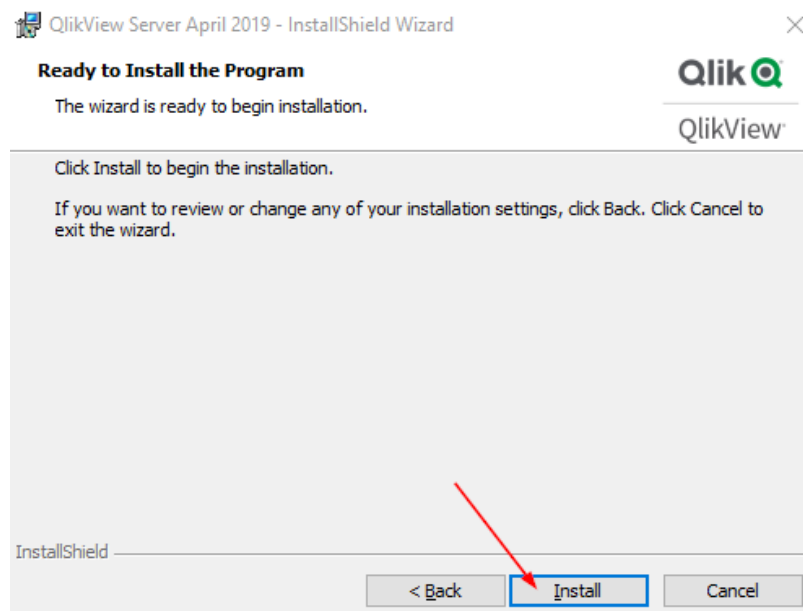 QlikView Server April 2019 - InstallShield Wizard
Ready to Install the Program
The wizard is ready to begin installation.
Qlik
QlikView
Click Install to begin the installation.
If you want to review or change any of your installation settings, click Back. Click Cancel to
exit the wizard.
InstallShield
< Back
Install
Cancel